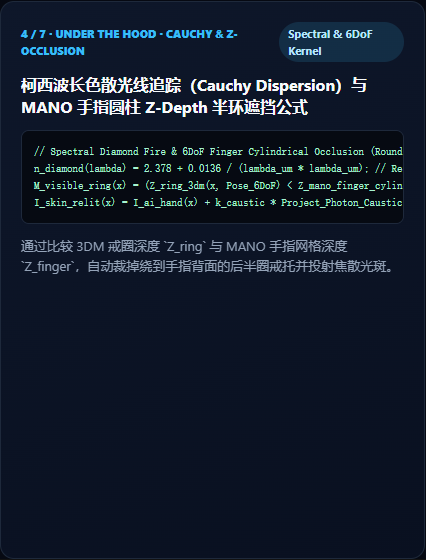 4 / 7 · UNDER THE HOOD · CAUCHY & Z-
OCCLUSION
Spectral & 6DoF
Kernel
柯西波长色散光线追踪（Cauchy Dispersion）与
MANO 手指圆柱 Z-Depth 半环遮挡公式
// Spectral Diamond Fire & 6DoF Finger Cylindrical Occlusion (Round
n_diamond(lambda) = 2.378 + 0.0136 / (lambda_um * lambda_um); // Re
M_visible_ring(x) = (Z_ring_3dm(x, Pose_6DoF) < Z_mano_finger_cylin
I_skin_relit(x) = I_ai_hand(x) + k_caustic * Project_Photon_Caustic
通过比较 3DM 戒圈深度 `Z_ring` 与 MANO 手指网格深度
`Z_finger`，自动裁掉绕到手指背面的后半圈戒托并投射焦散光斑。